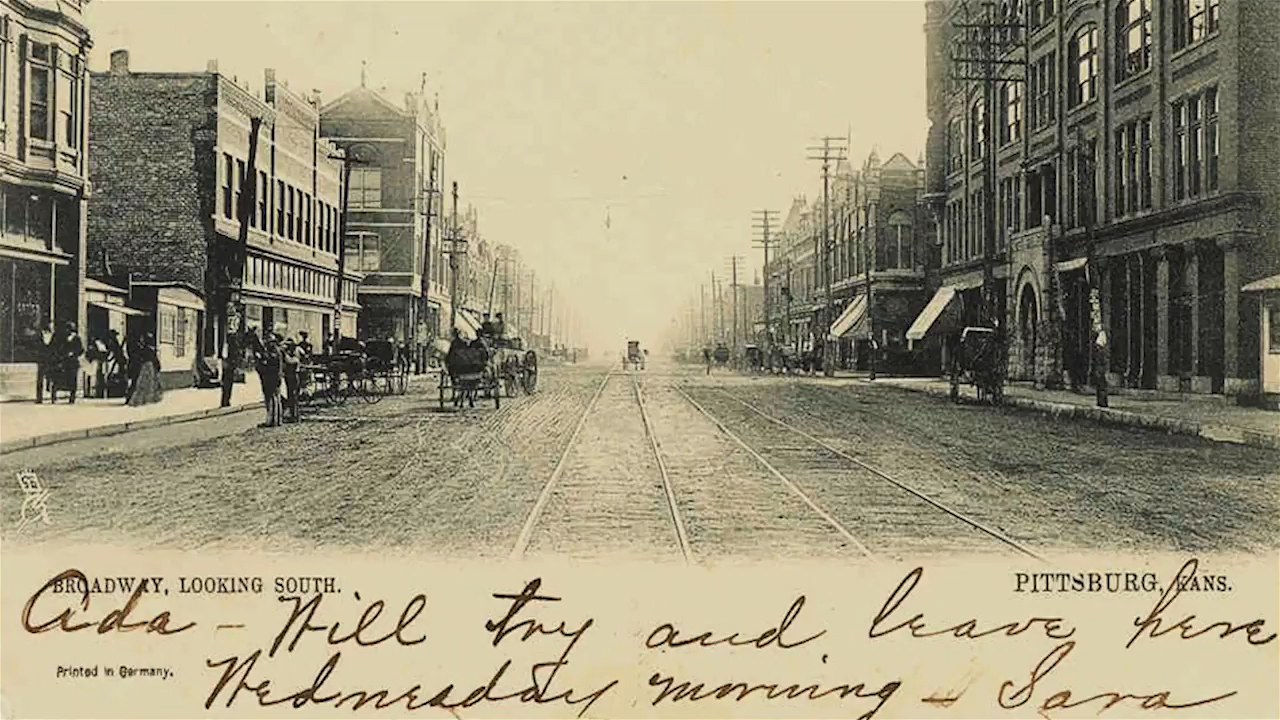 BROADWAY, LOOKING SOUTH.
PITTSBURG, KANS.
Ada - Will try and leave here
Printed in Germany.
Wednesday morning - Sara